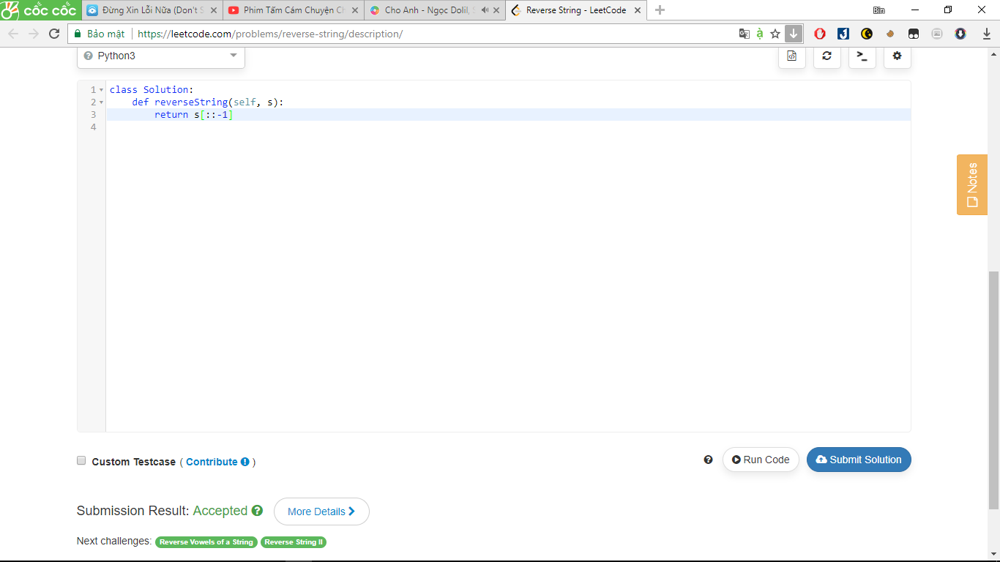 cốc cốc Đừng Xin Lỗi Nữa (Don't S Phim Tấm Cám Chuyện Ch Cho Anh - Ngọc Dolil, S Reverse String - LeetCode Bin
Bảo mật https://leetcode.com/problems/reverse-string/description/
Python3
1 class Solution:
2 def reverseString(self, s):
3 return s[::-1]
4
Notes
Custom Testcase ( Contribute )
Run Code Submit Solution
Submission Result: Accepted More Details
Next challenges: Reverse Vowels of a String Reverse String II